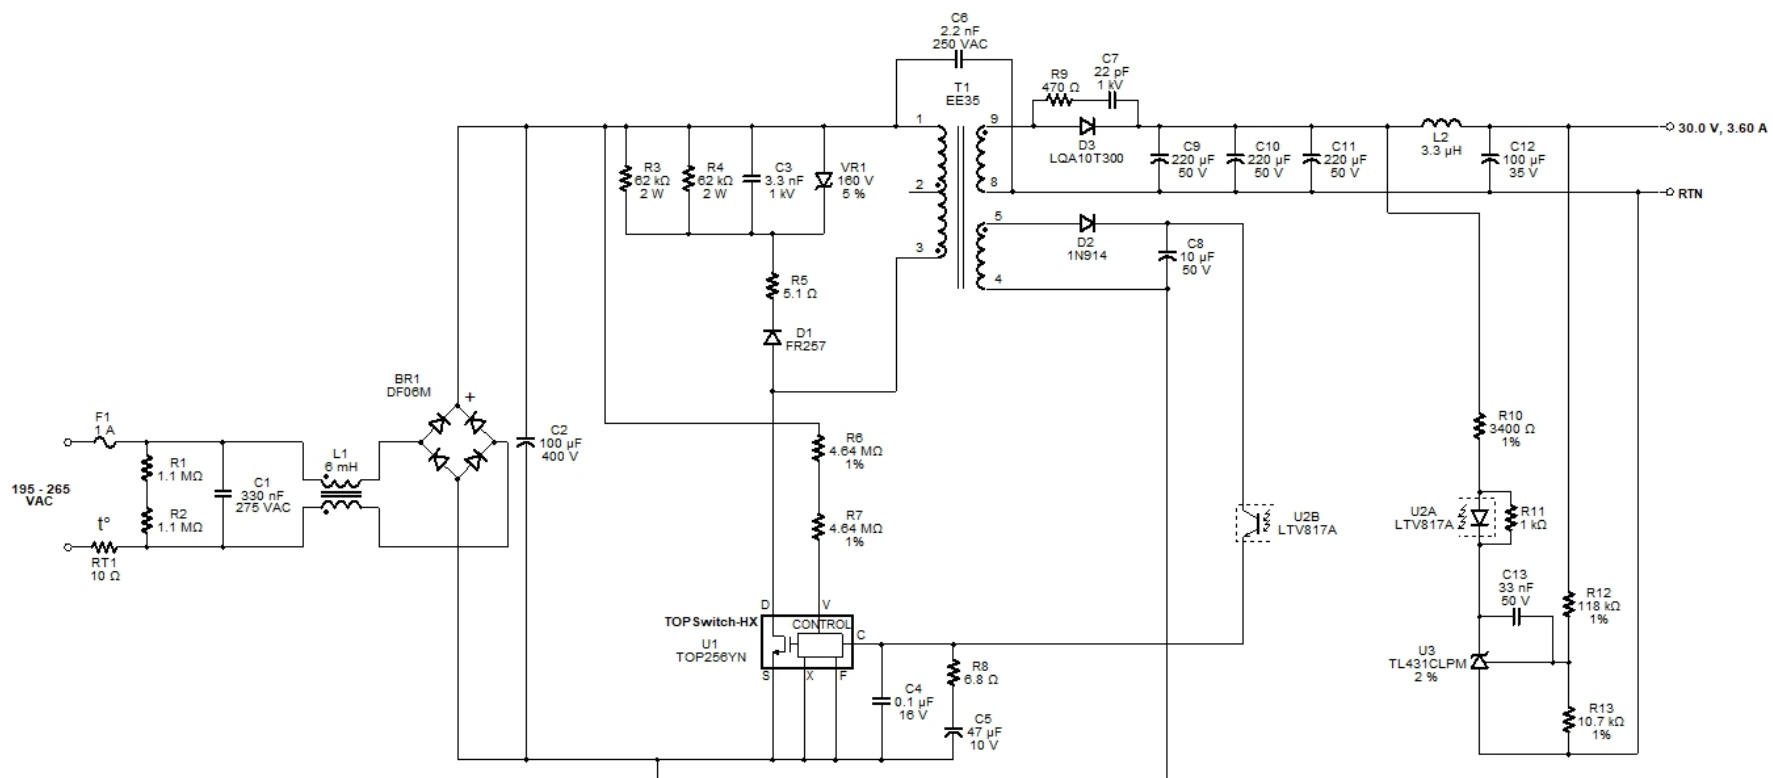 C6
2.2 nF
250 VAC
T1
EE35
1
2
3
9
8
5
4
R9
470 Ω
C7
22 pF
1 kV
D3
LQA10T300
C9
220 µF
50 V
C10
220 µF
50 V
C11
220 µF
50 V
L2
3.3 µH
C12
100 µF
35 V
30.0 V, 3.60 A
RTN
R3
62 kΩ
2 W
R4
62 kΩ
2 W
C3
3.3 nF
1 kV
VR1
160 V
5 %
D2
1N914
C8
10 µF
50 V
R5
5.1 Ω
D1
FR257
BR1
DF06M
+
F1
1 A
R1
1.1 MΩ
R2
1.1 MΩ
C1
330 nF
275 VAC
L1
6 mH
195 - 265
VAC
t°
RT1
10 Ω
C2
100 µF
400 V
R6
4.64 MΩ
1%
R7
4.64 MΩ
1%
U2B
LTV817A
R10
3400 Ω
1%
U2A
LTV817A
R11
1 kΩ
C13
33 nF
50 V
R12
118 kΩ
1%
U3
TL431CLPM
2 %
R13
10.7 kΩ
1%
D
V
TOPSwitch-HX
U1
TOP256YN
CONTROL
C
S
X
F
C4
0.1 µF
16 V
R8
6.8 Ω
C5
47 µF
10 V